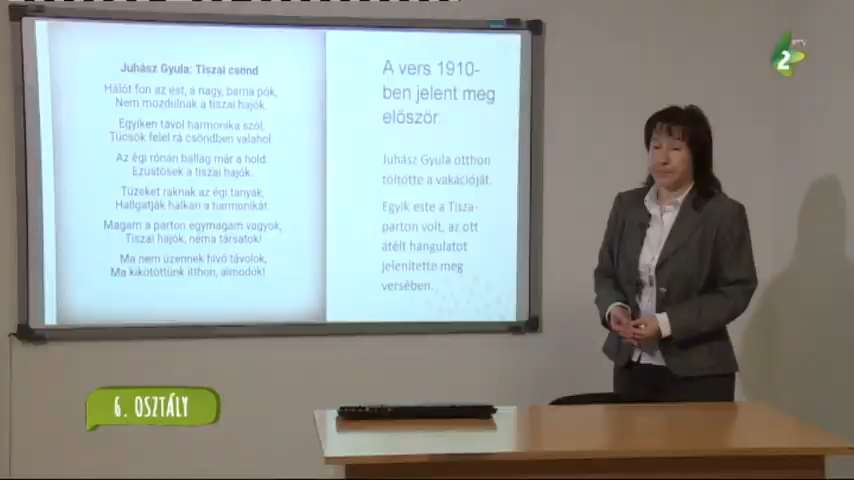 Juhász Gyula: Tiszai csönd
Hálót fon az est, a nagy, barna pók,
Nem mozdulnak a tiszai hajók.
Egyiken távol harmonika szól,
Tücsök felel rá csöndben valahol.
Az égi rónán ballag már a hold:
Ezüstösek a tiszai hajók.
Tüzeket raknak az égi tanyák,
Hallgatják halkan a harmonikát.
Magam a parton egymagam vagyok,
Tiszai hajók, néma társatok!
Ma nem üzennek hívó távolok,
Ma kikötöttünk itthon, álmodók!
A vers 1910-
ben jelent meg
először.
Juhász Gyula otthon
töltötte a vakációját.
Egyik este a Tisza-
parton volt, az ott
átélt hangulatot
jelenítette meg
versében.
RTV
2
6. OSZTÁLY